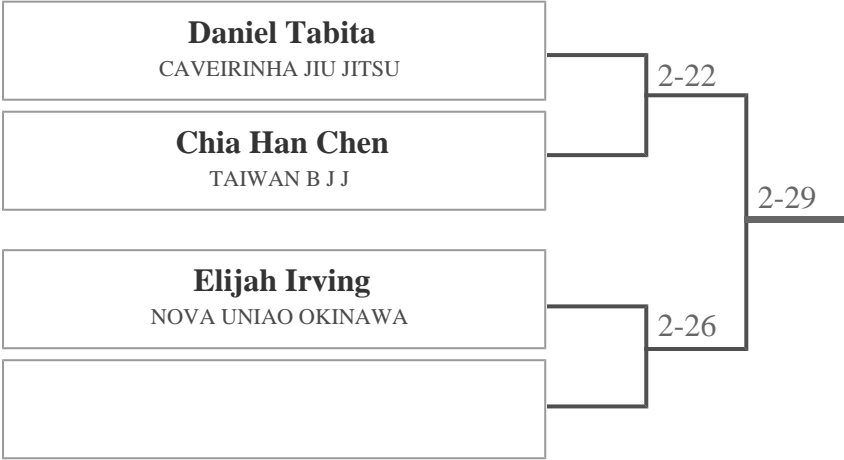 Daniel Tabita
CAVEIRINHA JIU JITSU
2-22
Chia Han Chen
TAIWAN B J J
2-29
Elijah Irving
NOVA UNIAO OKINAWA
2-26